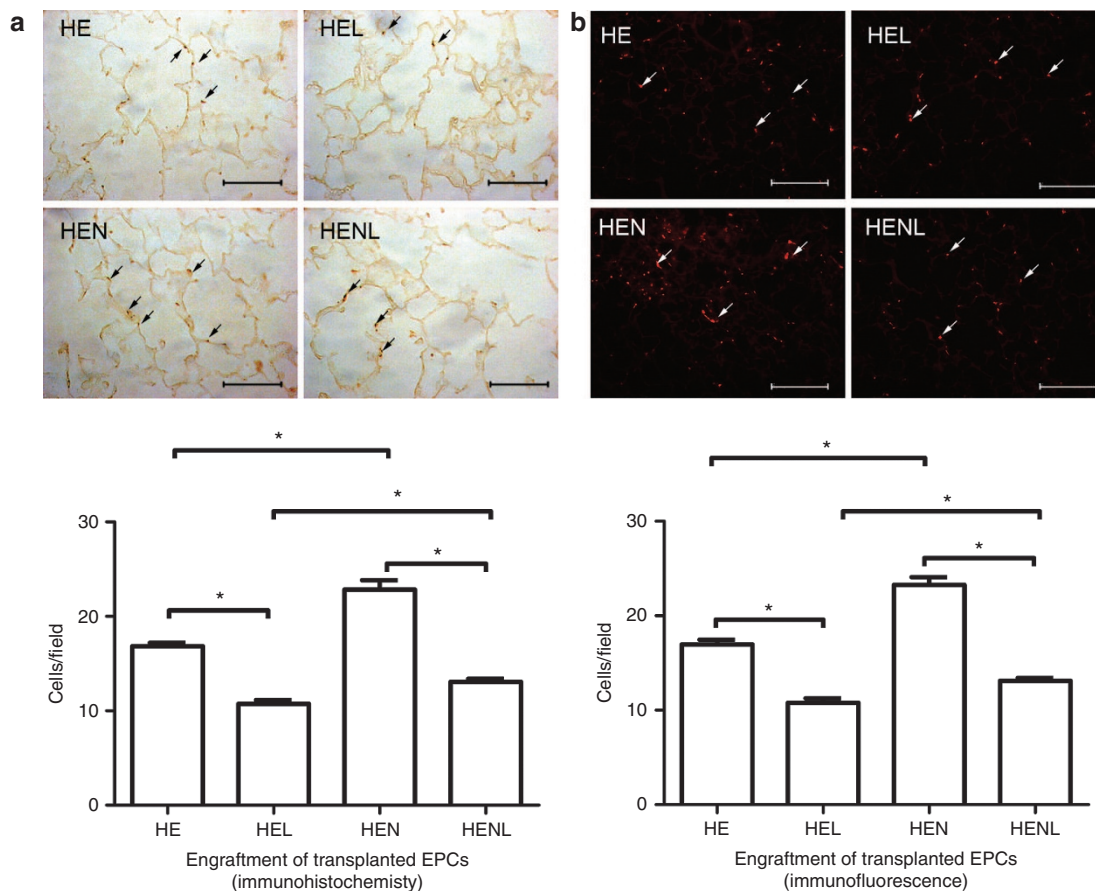 a
HE
HEL
HEN
HENL
*
*
*
*
30
20
10
0
Cells/field
HE
HEL
HEN
HENL
Engraftment of transplanted EPCs
(immunohistochemisty)
b
HE
HEL
HEN
HENL
*
*
*
*
30
20
10
0
Cells/field
HE
HEL
HEN
HENL
Engraftment of transplanted EPCs
(immunofluorescence)